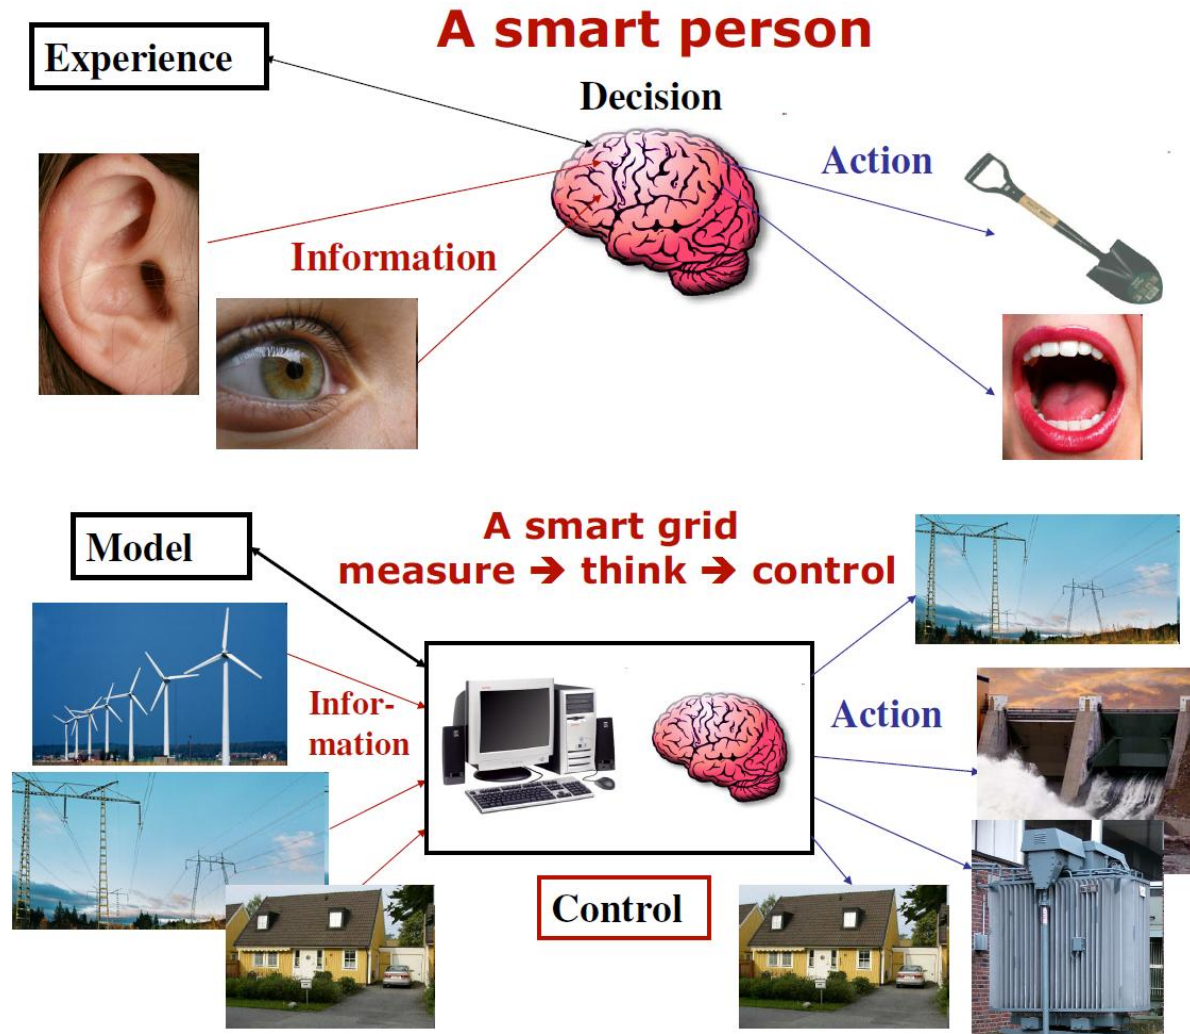 A smart person
Experience
Decision
Action
Information
A smart grid
measure ➔ think ➔ control
Model
Infor-
mation
Action
Control